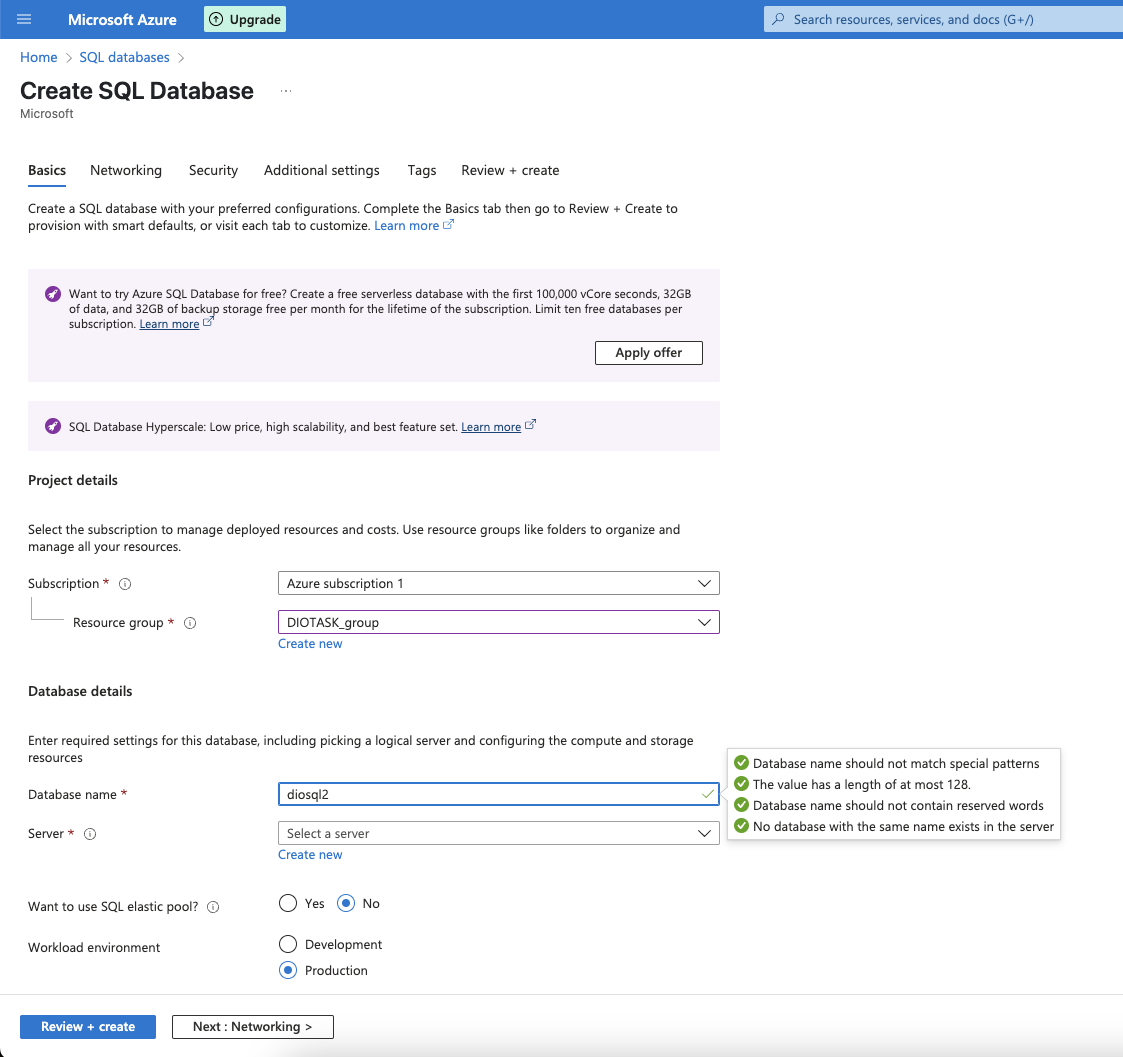 Microsoft Azure
Upgrade
Search resources, services, and docs (G+/)
Home > SQL databases >
Create SQL Database ...
Microsoft
Basics Networking Security Additional settings Tags Review + create
Create a SQL database with your preferred configurations. Complete the Basics tab then go to Review + Create to
provision with smart defaults, or visit each tab to customize. Learn more
Want to try Azure SQL Database for free? Create a free serverless database with the first 100,000 vCore seconds, 32GB
of data, and 32GB of backup storage free per month for the lifetime of the subscription. Limit ten free databases per
subscription. Learn more
Apply offer
SQL Database Hyperscale: Low price, high scalability, and best feature set. Learn more
Project details
Select the subscription to manage deployed resources and costs. Use resource groups like folders to organize and
manage all your resources.
Subscription *
Azure subscription 1
Resource group *
DIOTASK_group
Create new
Database details
Enter required settings for this database, including picking a logical server and configuring the compute and storage
resources
Database name *
diosql2
Database name should not match special patterns
The value has a length of at most 128.
Database name should not contain reserved words
No database with the same name exists in the server
Server *
Select a server
Create new
Want to use SQL elastic pool?
Yes No
Workload environment
Development
Production
Review + create
Next : Networking >